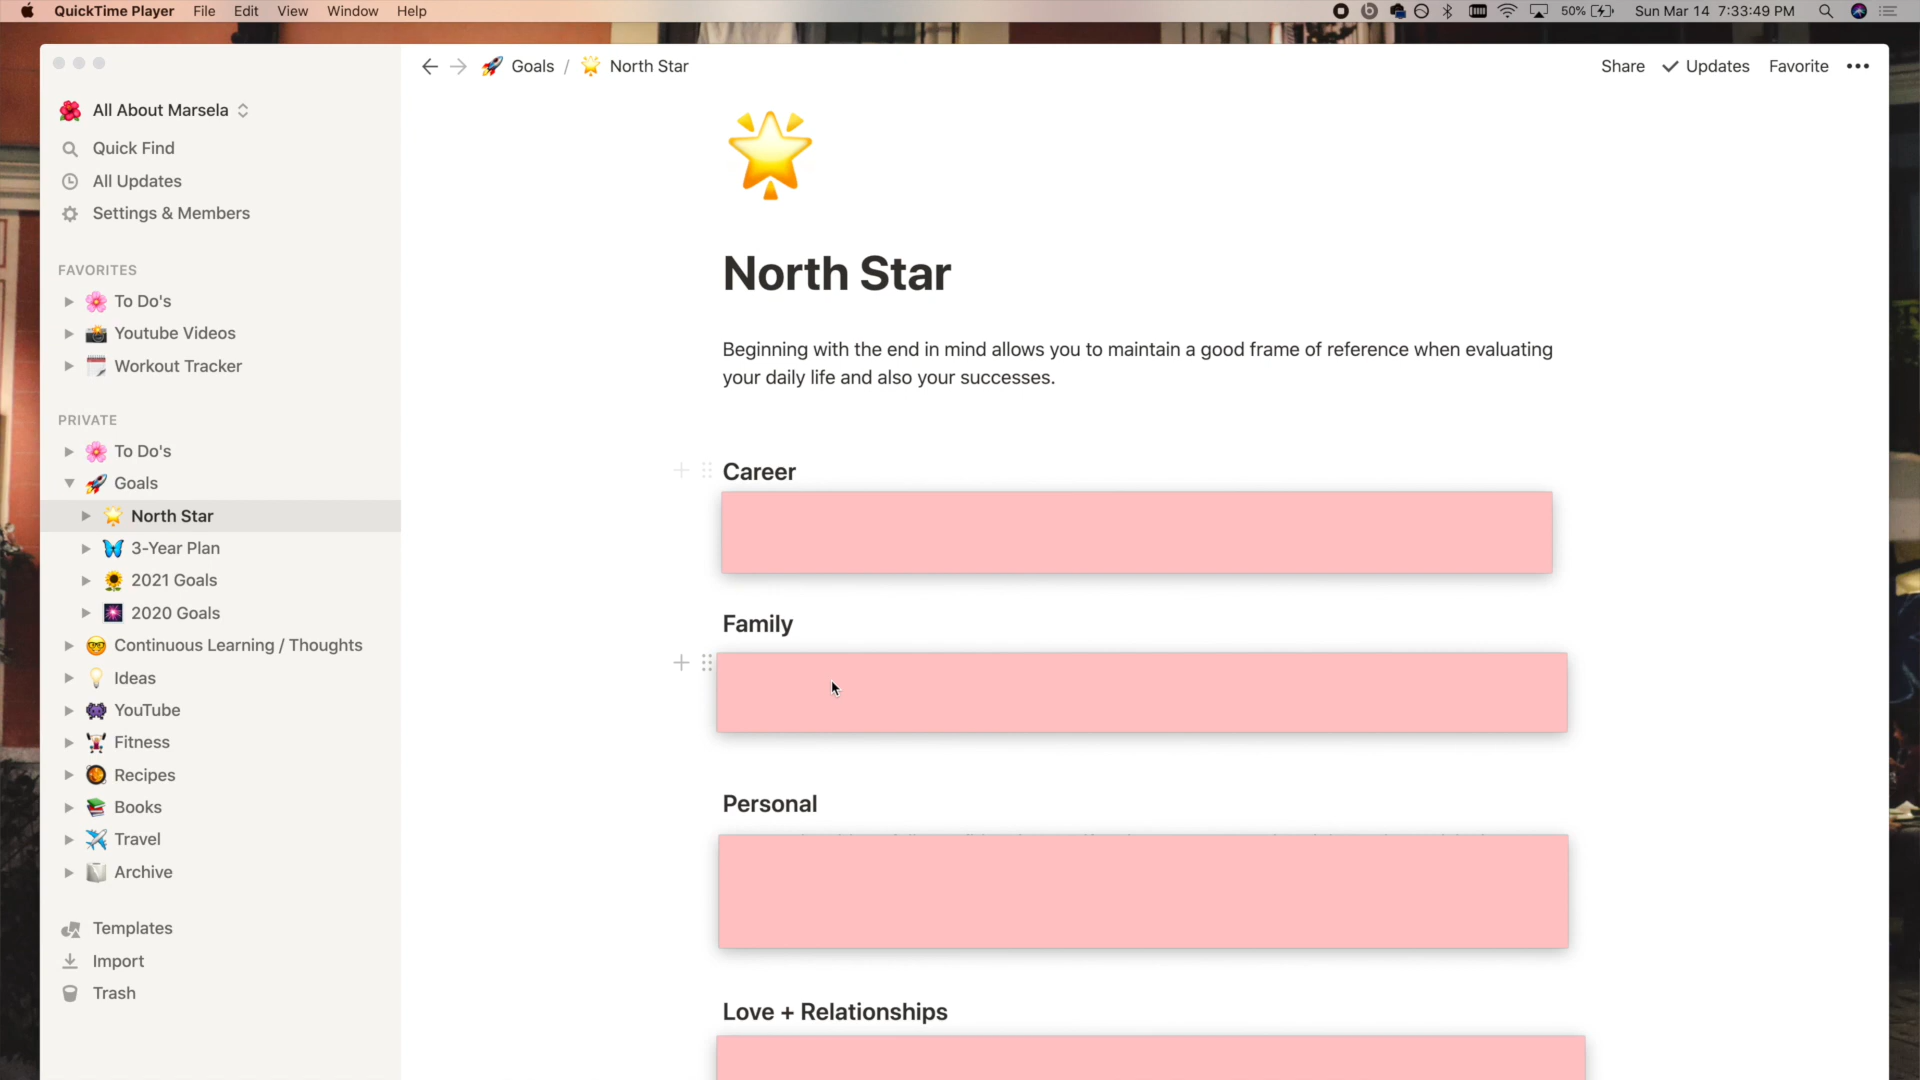 QuickTime Player File Edit View Window Help
50% Sun Mar 14 7:33:49 PM
Goals / North Star
Share Updates Favorite
All About Marsela
Quick Find
All Updates
Settings & Members
FAVORITES
To Do's
Youtube Videos
Workout Tracker
PRIVATE
To Do's
Goals
North Star
3-Year Plan
2021 Goals
2020 Goals
Continuous Learning / Thoughts
Ideas
YouTube
Fitness
Recipes
Books
Travel
Archive
Templates
Import
Trash
North Star
Beginning with the end in mind allows you to maintain a good frame of reference when evaluating
your daily life and also your successes.
Career
Family
Personal
Love + Relationships